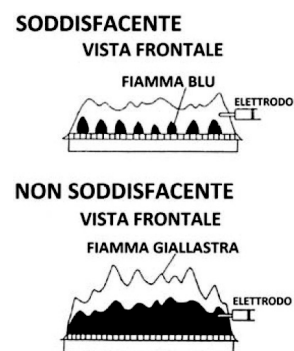 SODDISFACENTE
VISTA FRONTALE
FIAMMA BLU
ELETTRODO
NON SODDISFACENTE
VISTA FRONTALE
FIAMMA GIALLASTRA
ELETTRODO